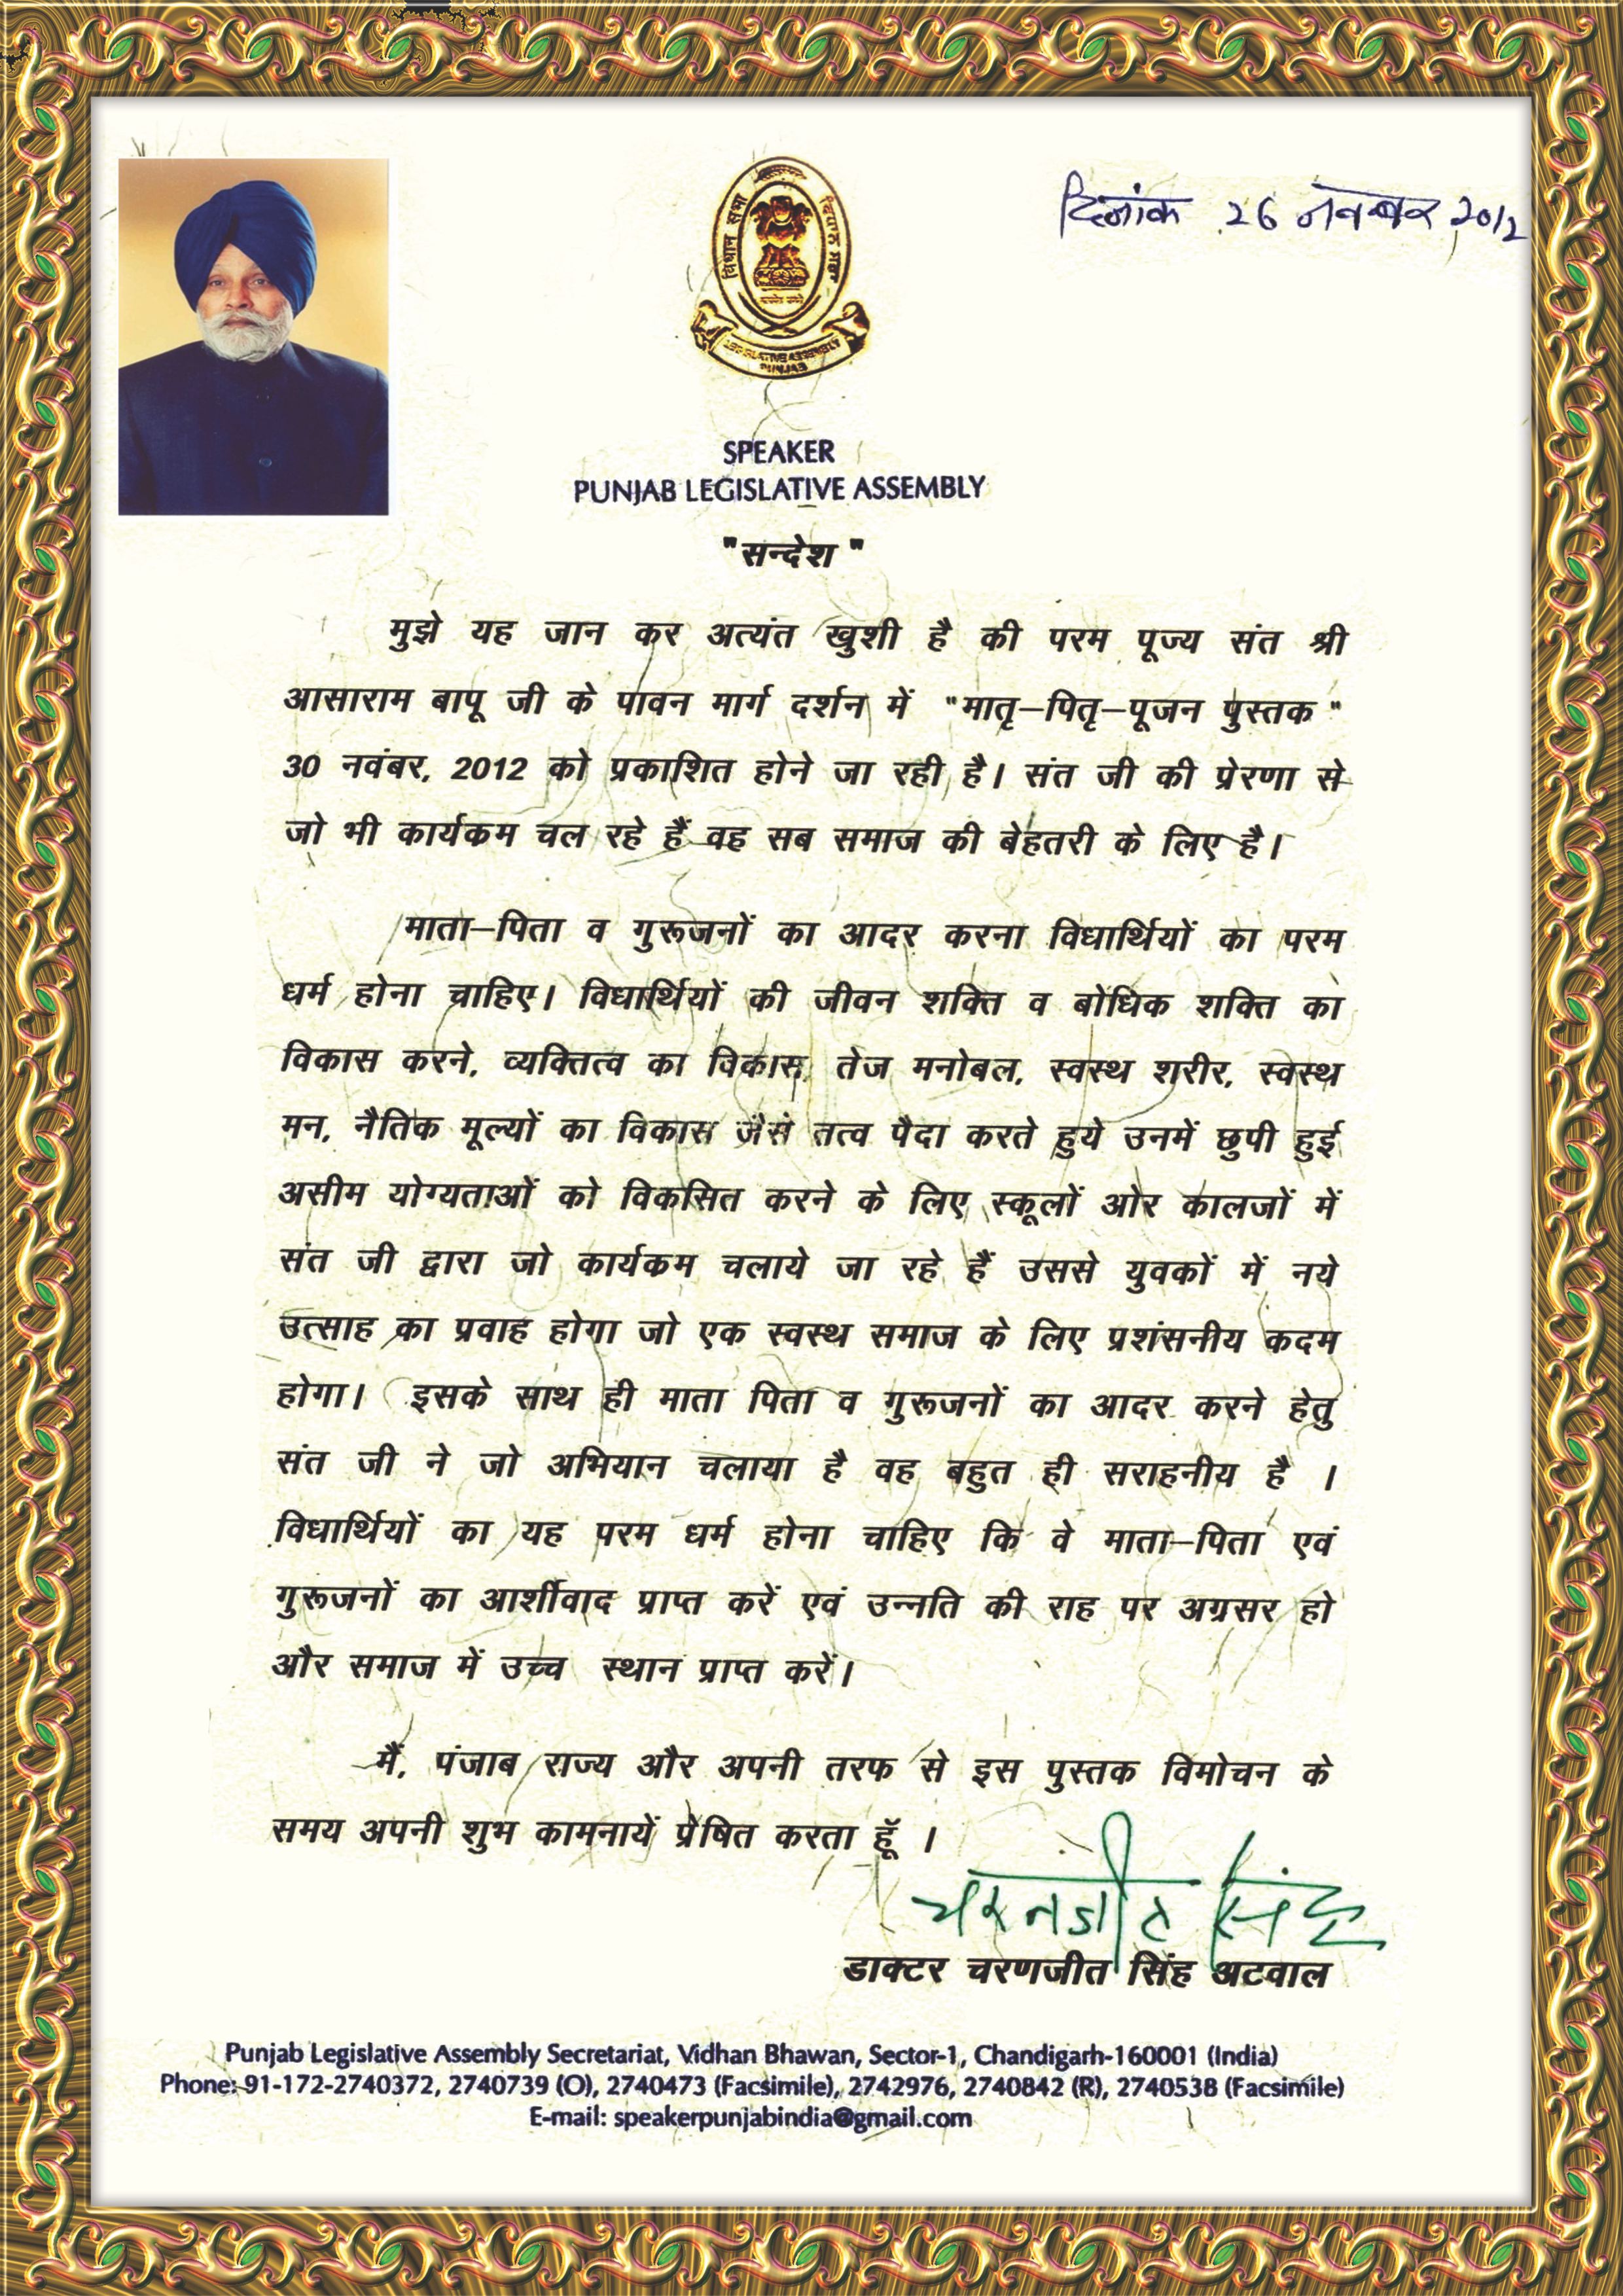 दिनांक 26 नवम्बर 2012
विधान सभा
LEGISLATIVE ASSEMBLY
PUNJAB
SPEAKER
PUNJAB LEGISLATIVE ASSEMBLY
"सन्देश "
मुझे यह जान कर अत्यंत खुशी है की परम पूज्य संत श्री
आसाराम बापू जी के पावन मार्ग दर्शन में "मातृ–पितृ–पूजन पुस्तक "
30 नवंबर, 2012 को प्रकाशित होने जा रही है। संत जी की प्रेरणा से
जो भी कार्यकम चल रहे हैं वह सब समाज की बेहतरी के लिए है।
माता–पिता व गुरूजनों का आदर करना विधार्थियों का परम
धर्म होना चाहिए। विधार्थियों की जीवन शक्ति व बोधिक शक्ति का
विकास करने, व्यक्तित्व का विकास, तेज मनोबल, स्वस्थ शरीर, स्वस्थ
मन, नैतिक मूल्यों का विकास जैसे तत्व पैदा करते हुये उनमें छुपी हुई
असीम योग्यताओं को विकसित करने के लिए स्कूलों ओर कालजों में
संत जी द्वारा जो कार्यकम चलाये जा रहे हैं उससे युवकों में नये
उत्साह का प्रवाह होगा जो एक स्वस्थ समाज के लिए प्रशंसनीय कदम
होगा। इसके साथ ही माता पिता व गुरूजनों का आदर करने हेतु
संत जी ने जो अभियान चलाया है वह बहुत ही सराहनीय है ।
विधार्थियों का यह परम धर्म होना चाहिए कि वे माता–पिता एवं
गुरूजनों का आर्शीवाद प्राप्त करें एवं उन्नति की राह पर अग्रसर हो
और समाज में उच्च स्थान प्राप्त करें।
मैं, पंजाब राज्य और अपनी तरफ से इस पुस्तक विमोचन के
समय अपनी शुभ कामनायें प्रेषित करता हूॅ ।
चरनजीत सिंह
डाक्टर चरणजीत सिंह अटवाल
Punjab Legislative Assembly Secretariat, Vidhan Bhawan, Sector-1, Chandigarh-160001 (India)
Phone: 91-172-2740372, 2740739 (O), 2740473 (Facsimile), 2742976, 2740842 (R), 2740538 (Facsimile)
E-mail: speakerpunjabindia@gmail.com